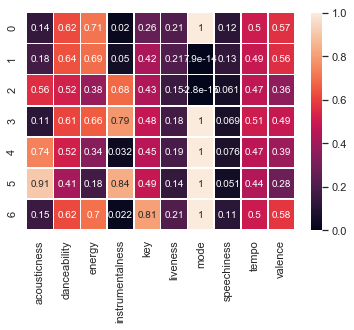 0 0.14 0.62 0.71 0.02 0.26 0.21 1 0.12 0.5 0.57 1.0
1 0.18 0.64 0.69 0.05 0.42 0.21 7.9e-14 0.13 0.49 0.56 0.8
2 0.56 0.52 0.38 0.68 0.43 0.15 2.8e-15 0.061 0.47 0.36
3 0.11 0.61 0.66 0.79 0.48 0.18 1 0.069 0.51 0.49 0.6
4 0.74 0.52 0.34 0.032 0.45 0.19 1 0.076 0.47 0.39 0.4
5 0.91 0.41 0.18 0.84 0.49 0.14 1 0.051 0.44 0.28 0.2
6 0.15 0.62 0.7 0.022 0.81 0.21 1 0.11 0.5 0.58 0.0
acousticness danceability energy instrumentalness key liveness mode speechiness tempo valence